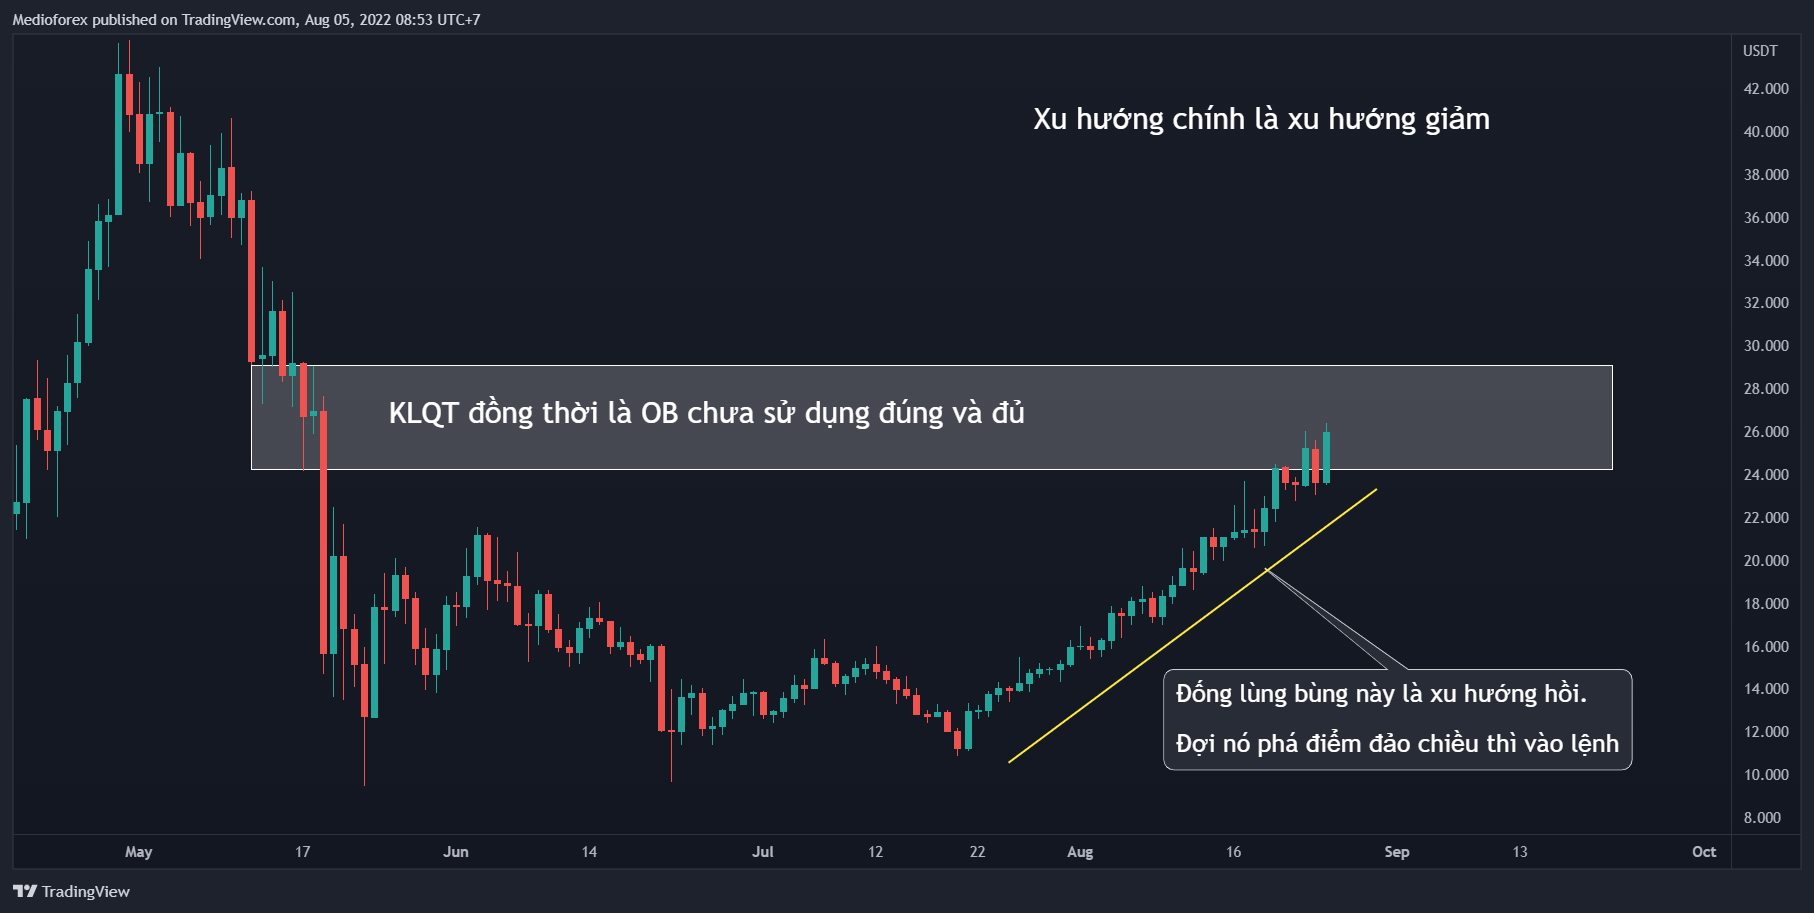 Medioforex published on TradingView.com, Aug 05, 2022 08:53 UTC+7
USDT
Xu hướng chính là xu hướng giảm
42.000
40.000
38.000
36.000
34.000
32.000
30.000
28.000
KLQT đồng thời là OB chưa sử dụng đúng và đủ
26.000
24.000
22.000
20.000
18.000
16.000
Đống lùng bùng này là xu hướng hồi.
Đợi nó phá điểm đảo chiều thì vào lệnh
14.000
12.000
10.000
8.000
May 17 Jun 14 Jul 12 22 Aug 16 Sep 13 Oct
TradingView